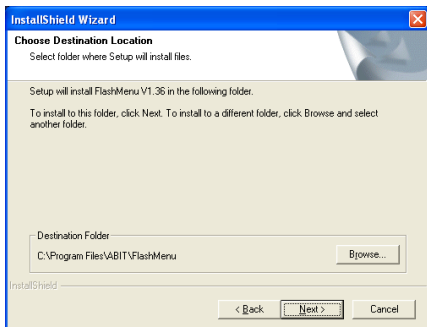 InstallShield Wizard
Choose Destination Location
Select folder where Setup will install files.
Setup will install FlashMenu V1.36 in the following folder.
To install to this folder, click Next. To install to a different folder, click Browse and select
another folder.
Destination Folder
C:\Program Files\ABIT\FlashMenu
Browse...
InstallShield
< Back
Next >
Cancel